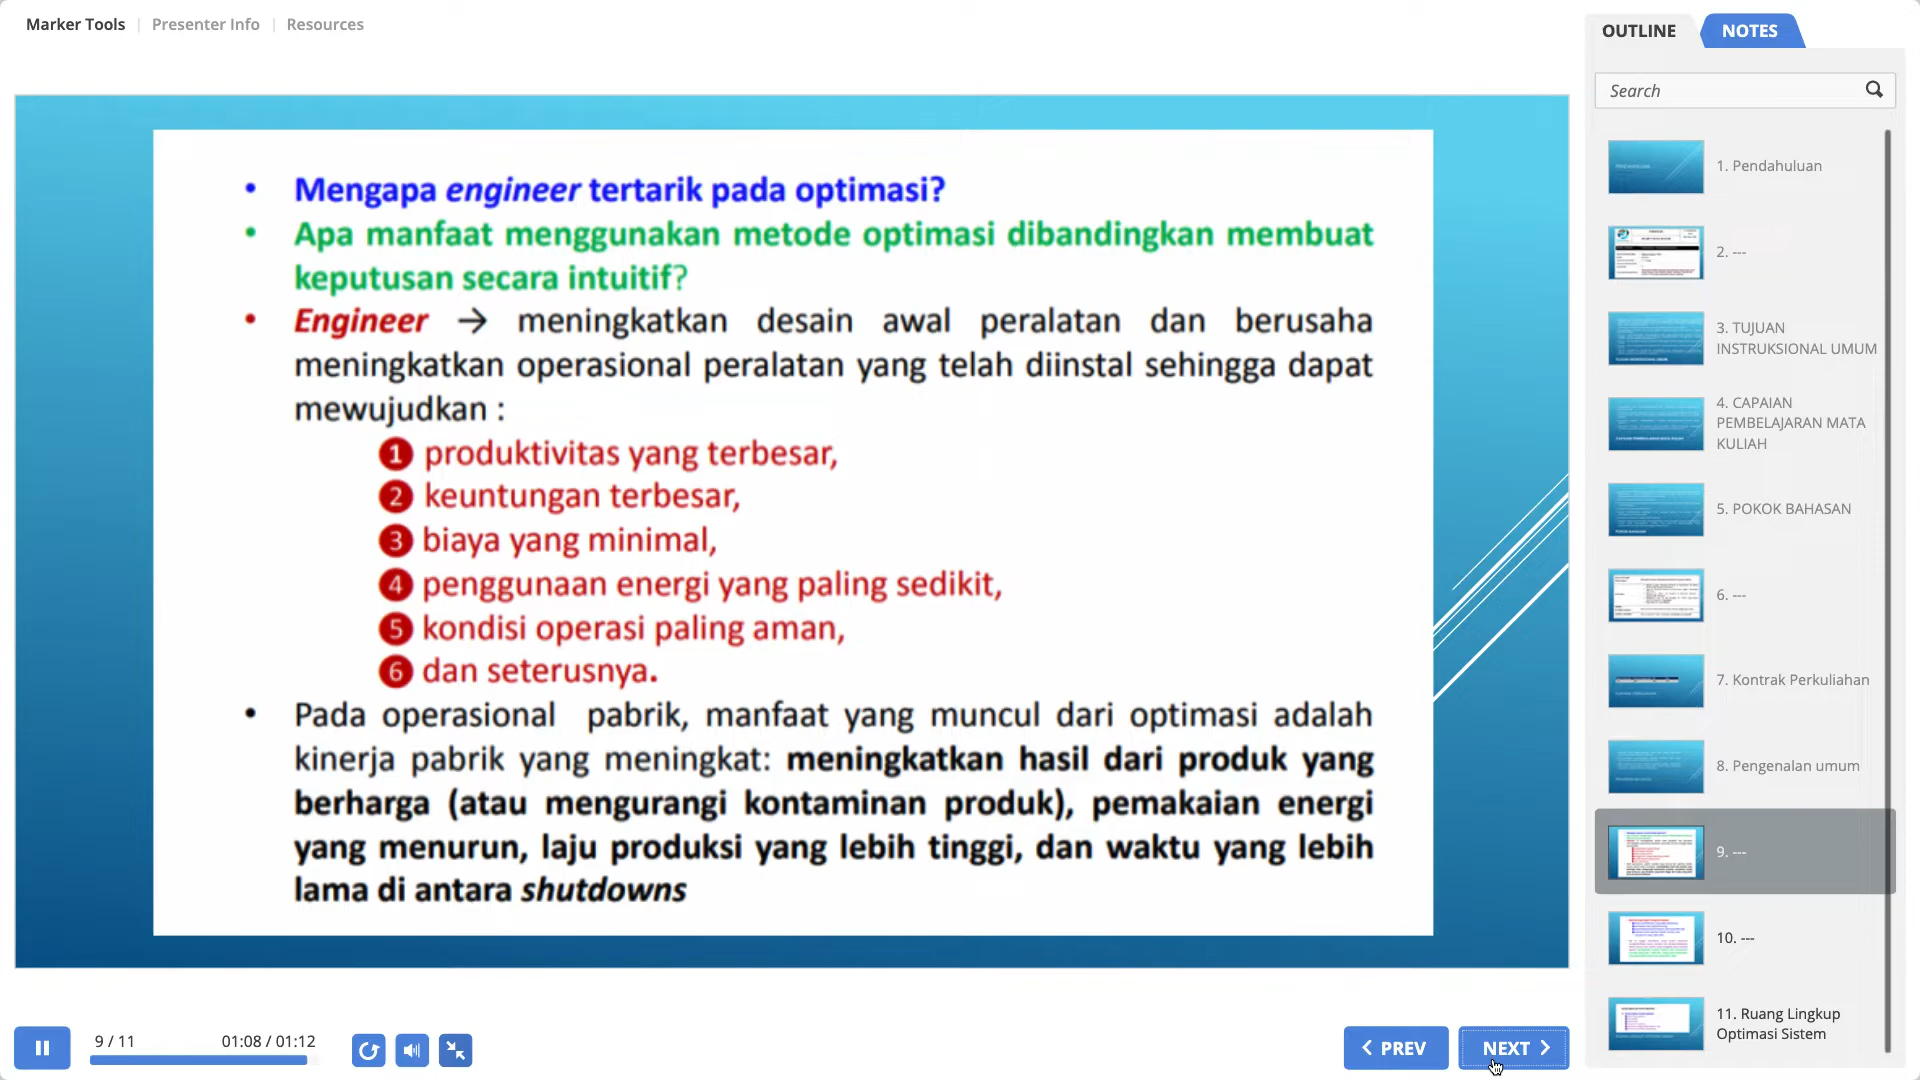 Marker Tools
Presenter Info
Resources
OUTLINE
NOTES
Search
• Mengapa engineer tertarik pada optimasi?
• Apa manfaat menggunakan metode optimasi dibandingkan membuat
keputusan secara intuitif?
• Engineer → meningkatkan desain awal peralatan dan berusaha
meningkatkan operasional peralatan yang telah diinstal sehingga dapat
mewujudkan :
❶ produktivitas yang terbesar,
❷ keuntungan terbesar,
❸ biaya yang minimal,
❹ penggunaan energi yang paling sedikit,
❺ kondisi operasi paling aman,
❻ dan seterusnya.
• Pada operasional pabrik, manfaat yang muncul dari optimasi adalah
kinerja pabrik yang meningkat: meningkatkan hasil dari produk yang
berharga (atau mengurangi kontaminan produk), pemakaian energi
yang menurun, laju produksi yang lebih tinggi, dan waktu yang lebih
lama di antara shutdowns
1. Pendahuluan
2. ---
3. TUJUAN
INSTRUKSIONAL UMUM
4. CAPAIAN
PEMBELAJARAN MATA
KULIAH
5. POKOK BAHASAN
6. ---
7. Kontrak Perkuliahan
8. Pengenalan umum
9. ---
10. ---
11. Ruang Lingkup
Optimasi Sistem
9 / 11
01:08 / 01:12
PREV
NEXT